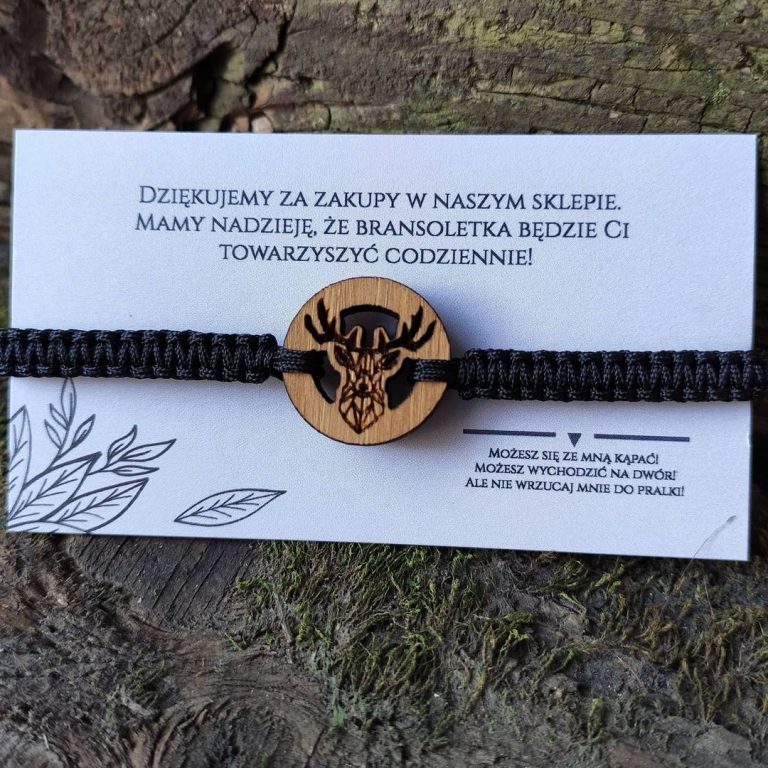 Dziękujemy za zakupy w naszym sklepie.
Mamy nadzieję, że bransoletka będzie Ci
towarzyszyć codziennie!
Możesz się ze mną kąpać!
Możesz wychodzić na dwór!
Ale nie wrzucaj mnie do pralki!